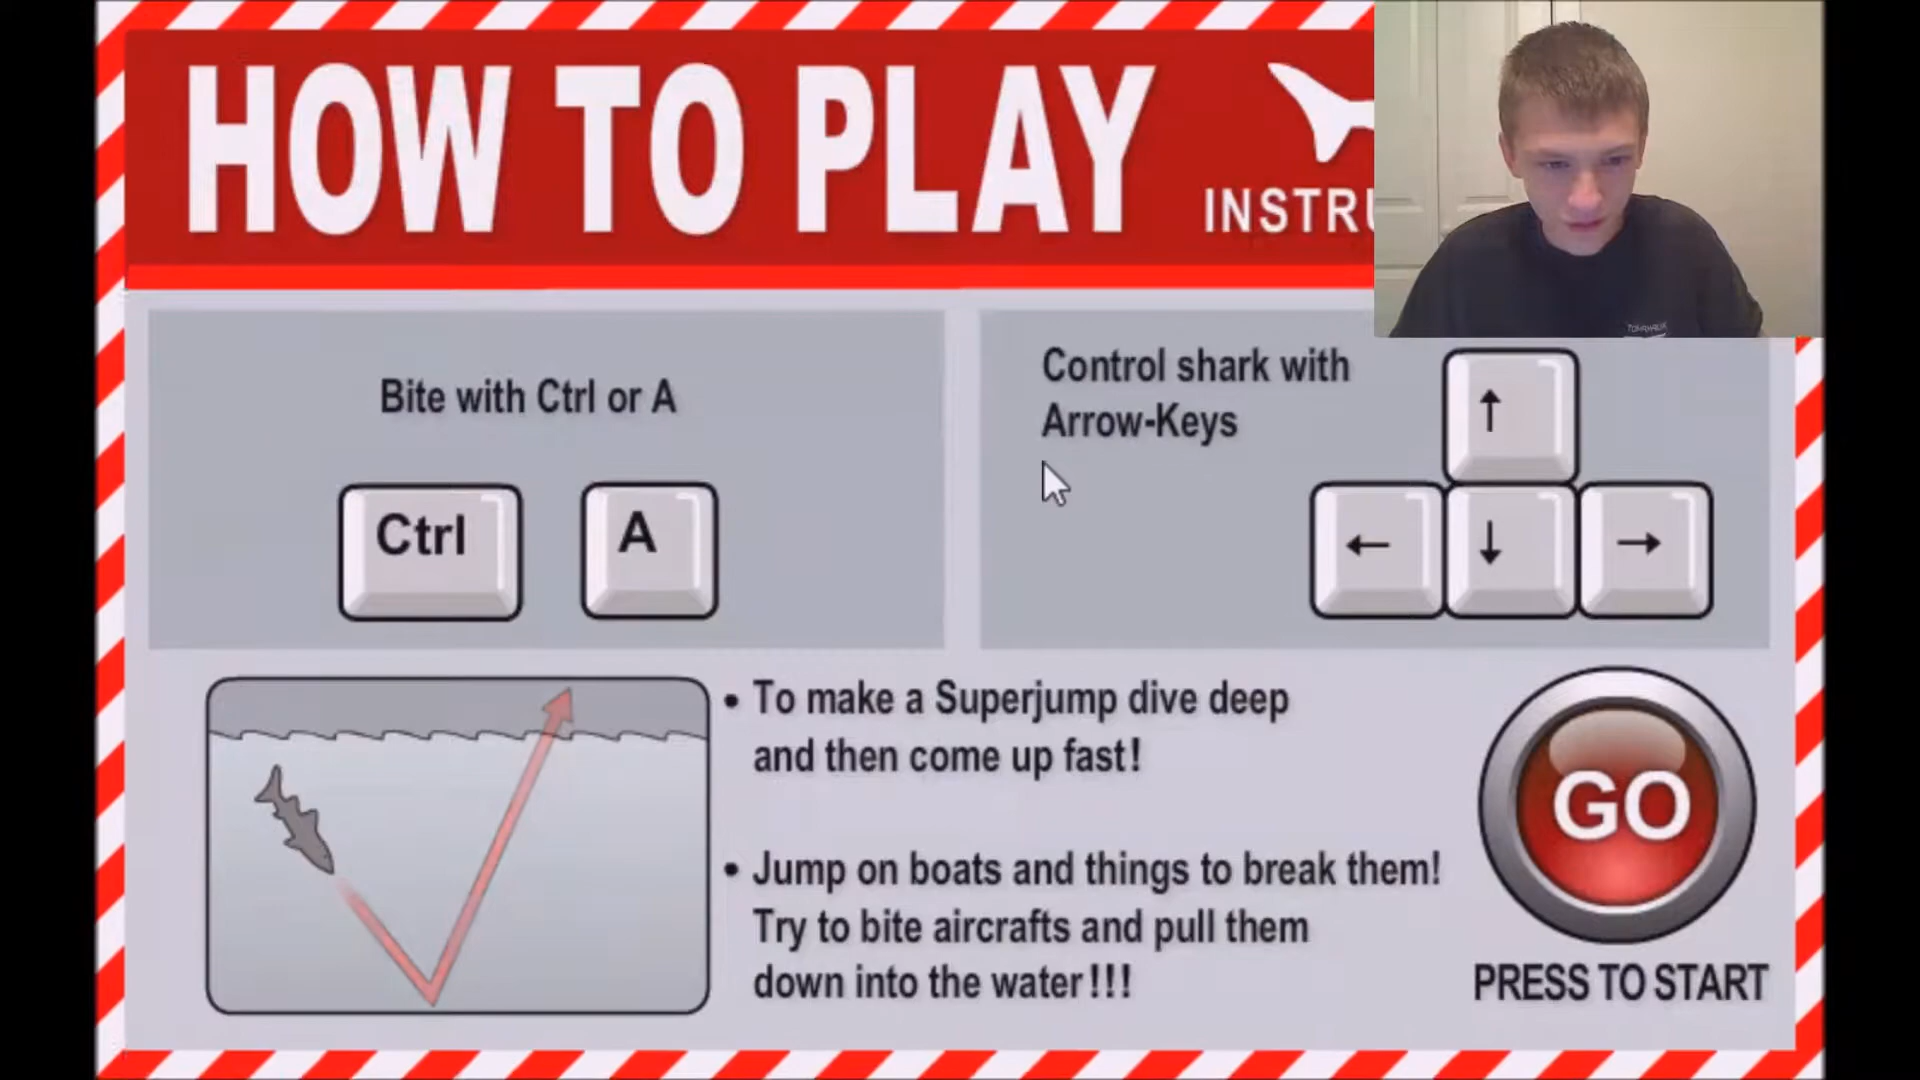 HOW TO PLAY
INSTRU
Bite with Ctrl or A
Ctrl
A
Control shark with
Arrow-Keys
↑
← ↓ →
• To make a Superjump dive deep
and then come up fast!
• Jump on boats and things to break them!
Try to bite aircrafts and pull them
down into the water!!!
GO
PRESS TO START